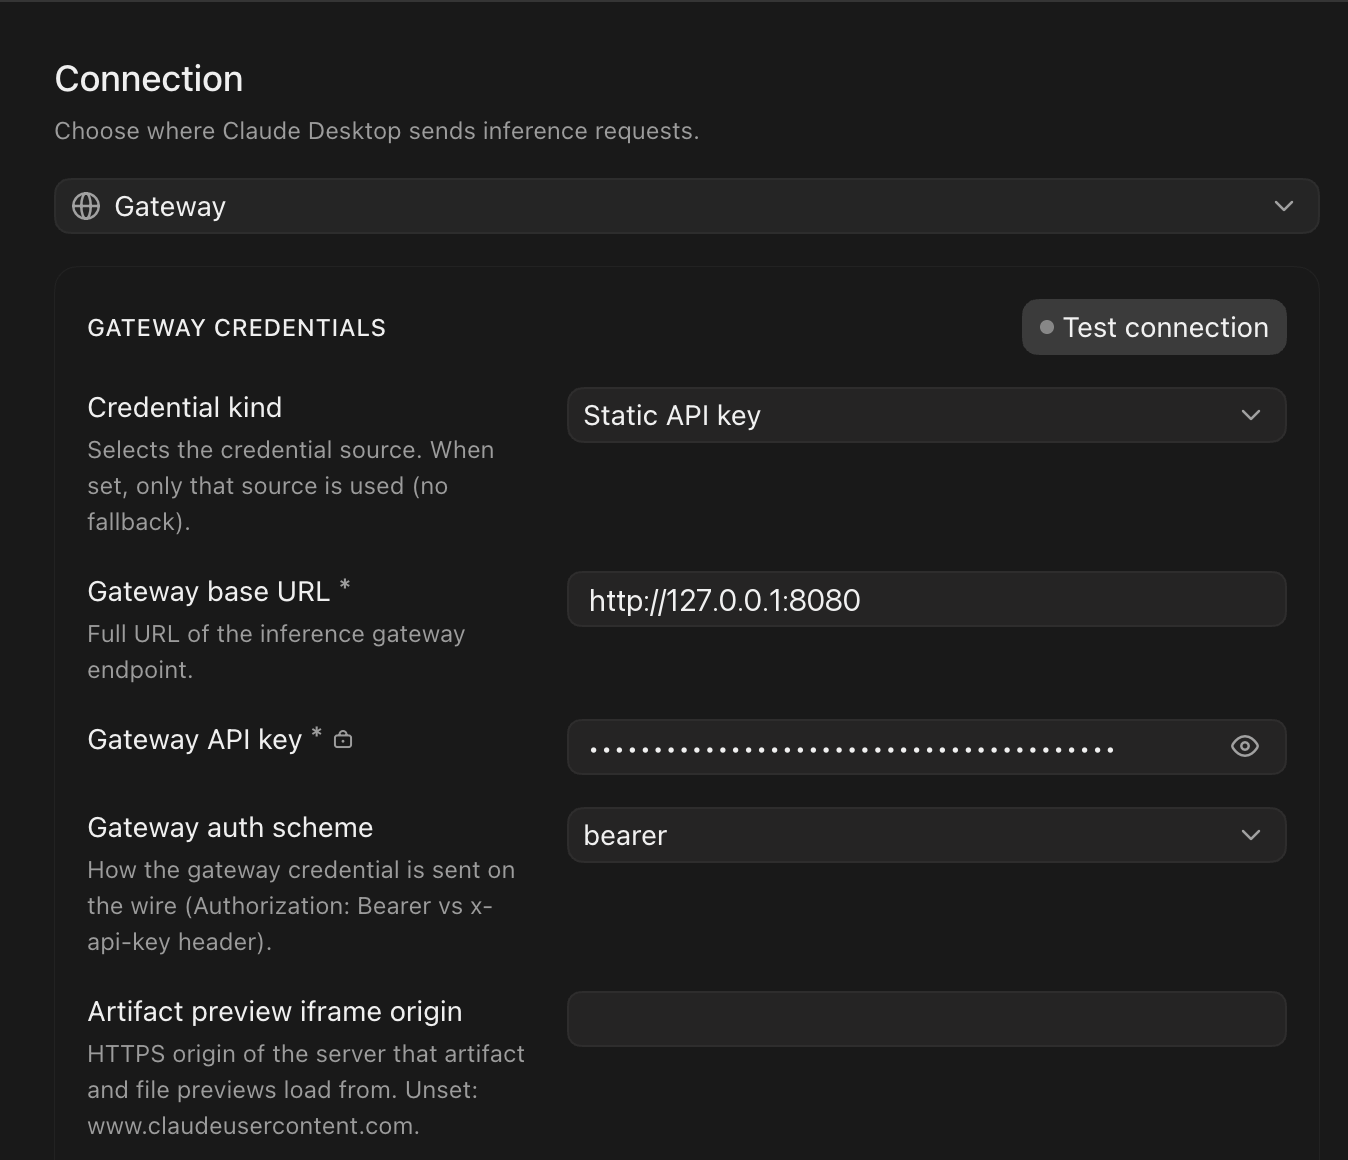 Connection
Choose where Claude Desktop sends inference requests.
Gateway
GATEWAY CREDENTIALS
Test connection
Credential kind
Static API key
Selects the credential source. When
set, only that source is used (no
fallback).
Gateway base URL *
http://127.0.0.1:8080
Full URL of the inference gateway
endpoint.
Gateway API key *
Gateway auth scheme
bearer
How the gateway credential is sent on
the wire (Authorization: Bearer vs x-
api-key header).
Artifact preview iframe origin
HTTPS origin of the server that artifact
and file previews load from. Unset:
www.claudeusercontent.com.